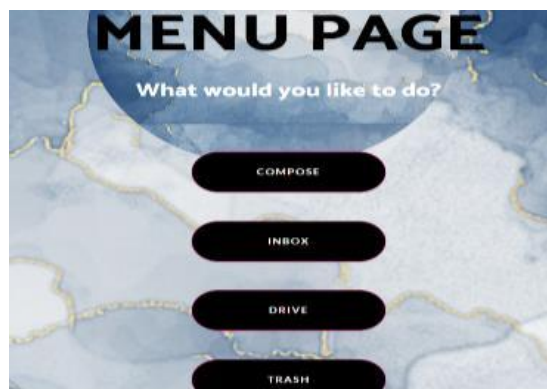 MENU PAGE
What would you like to do?
COMPOSE
INBOX
DRIVE
TRASH